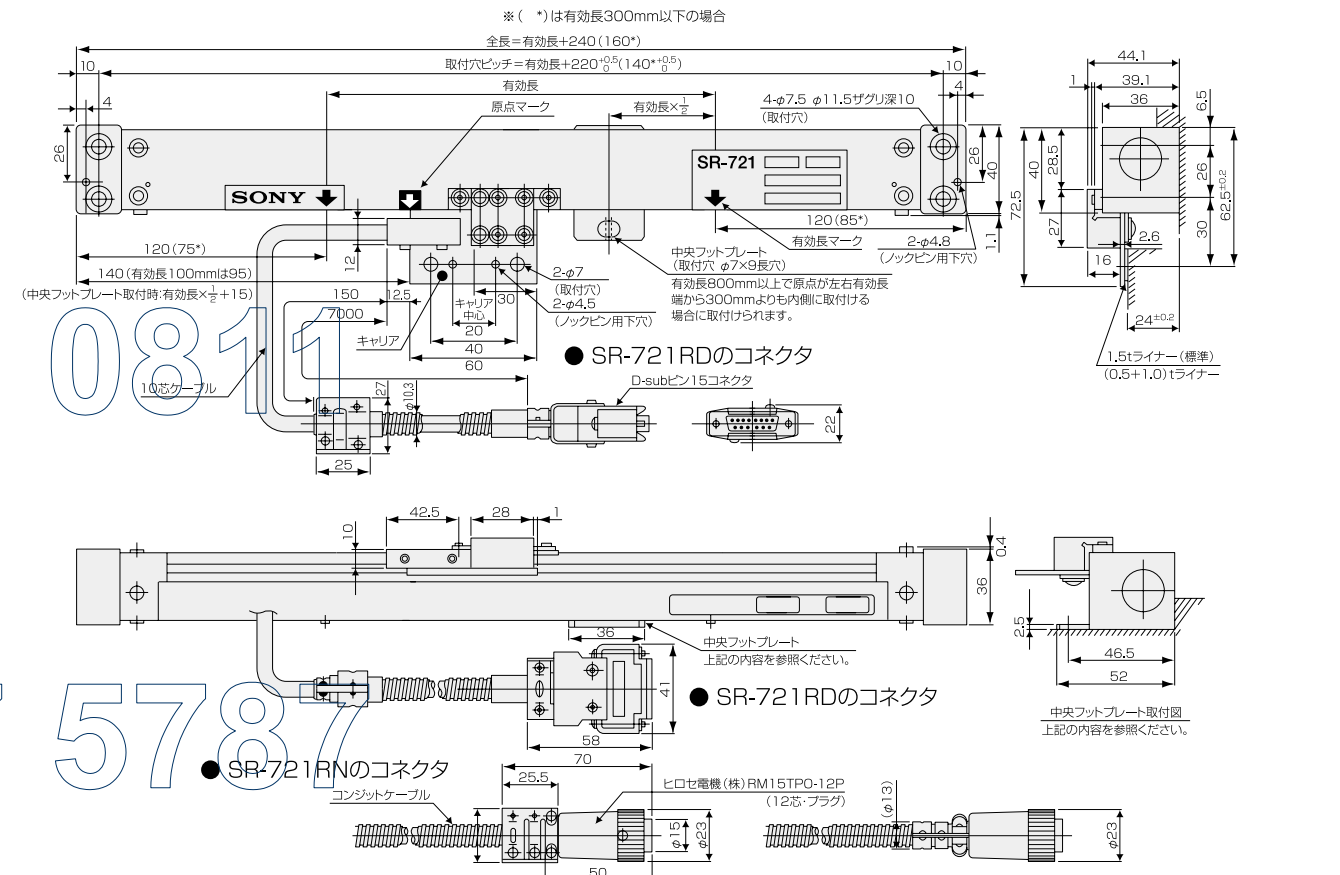 ※(　*)は有効長300mm以下の場合
全長=有効長+240(160*)
10
取付穴ピッチ=有効長+220+0.5 0(140*+0.5 0)
10
有効長
4
原点マーク
有効長×1/2
4-φ7.5 φ11.5ザグリ深10
(取付穴)
4
26
SONY
SR-721
26
40
1.1
120(75*)
12
120(85*)
有効長マーク
2-φ4.8
(ノックピン用下穴)
中央フットプレート
(取付穴 φ7×9長穴)
有効長800mm以上で原点が左右有効長
端から300mmよりも内側に取付ける
場合に取付けられます。
140(有効長100mmは95)
(中央フットプレート取付時:有効長×1/2+15)
150
12.5
7000
2-φ7
(取付穴)
30
2-φ4.5
(ノックピン用下穴)
キャリア
中心
キャリア
20
40
60
44.1
1
39.1
36
6.5
72.5
40
28.5
27
26
30
62.5±0.2
2.6
16
24±0.2
1.5tライナー(標準)
(0.5+1.0)tライナー
0811
10芯ケーブル
● SR-721RDのコネクタ
D-subピン15コネクタ
27
φ10.3
22
25
42.5
28
1
10
0.4
36
36
中央フットプレート
上記の内容を参照ください。
2.5
46.5
52
中央フットプレート取付図
上記の内容を参照ください。
5787
41
● SR-721RDのコネクタ
58
● SR-721RNのコネクタ
70
25.5
コンジットケーブル
ヒロセ電機(株)RM15TPO-12P
(12芯・プラグ)
φ15
φ23
(φ13)
φ23
50